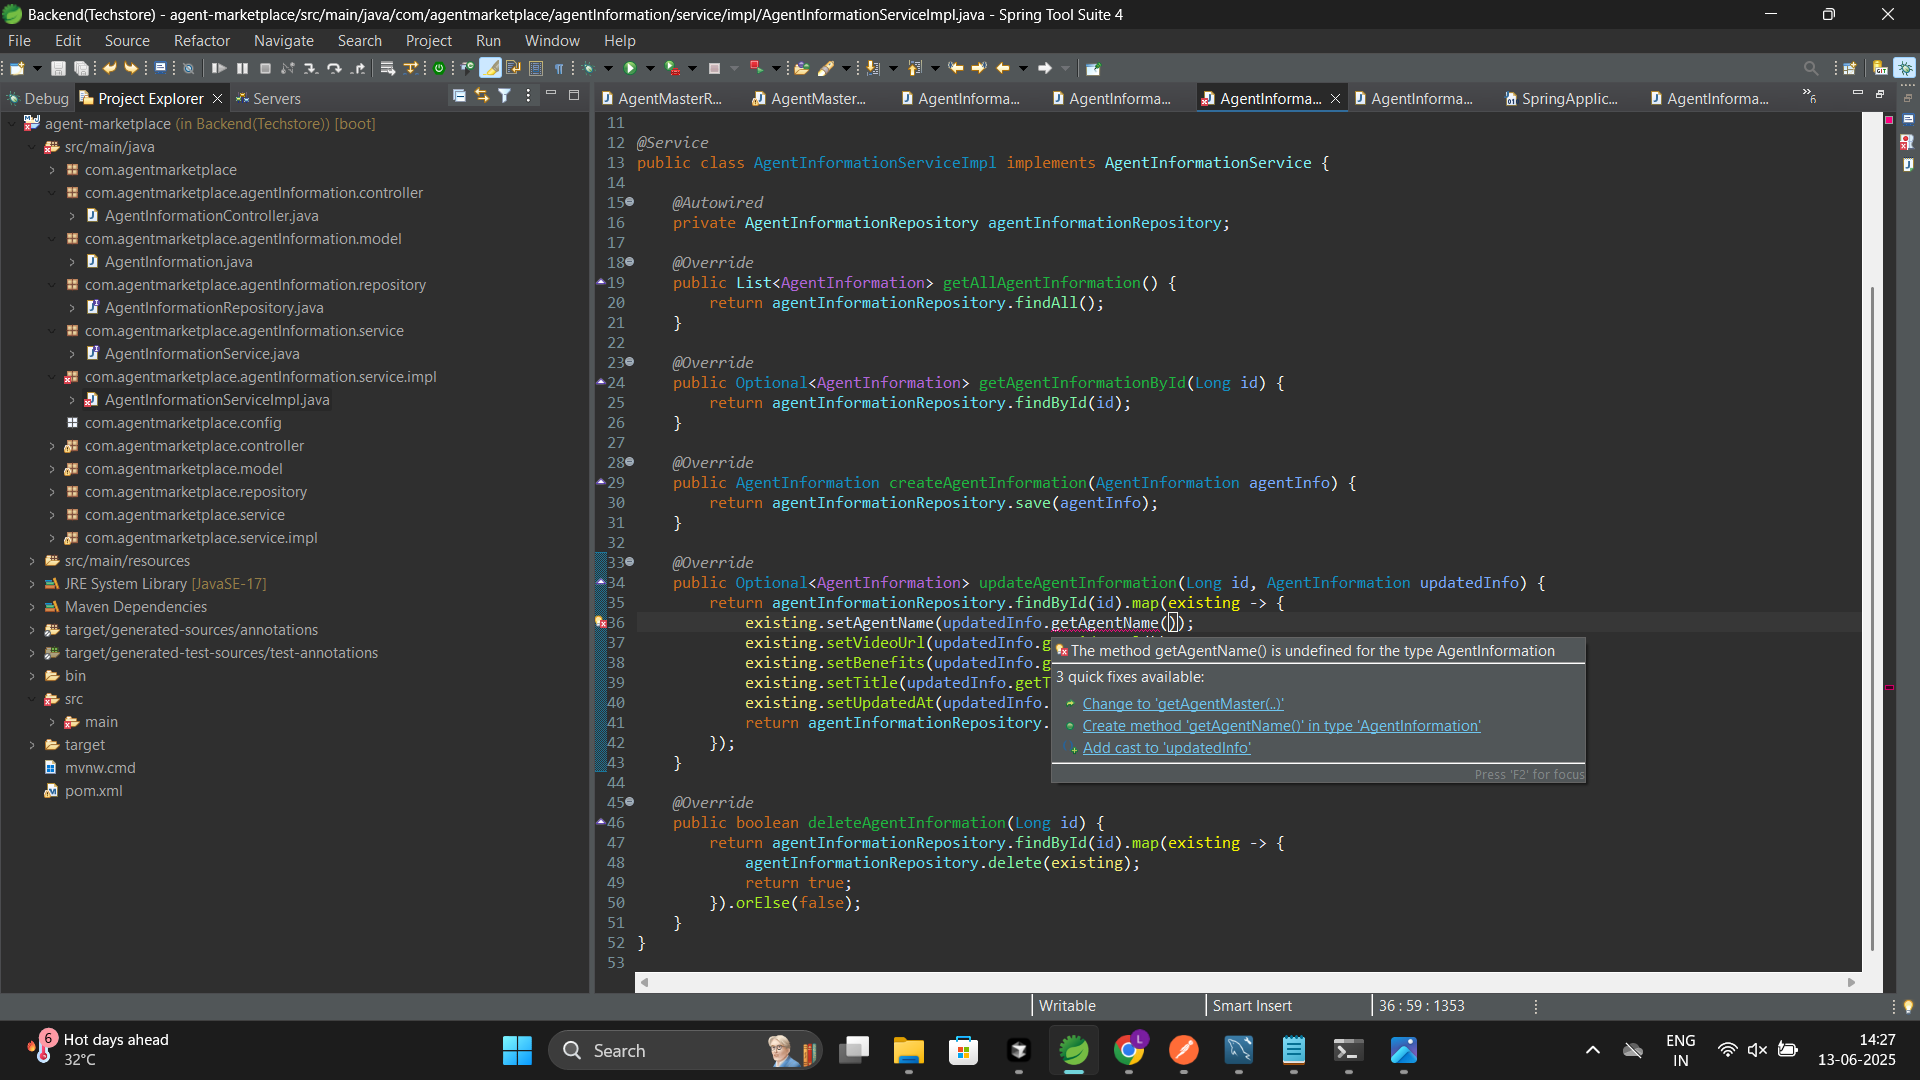 Backend(Techstore) - agent-marketplace/src/main/java/com/agentmarketplace/agentInformation/service/impl/AgentInformationServiceImpl.java - Spring Tool Suite 4
File Edit Source Refactor Navigate Search Project Run Window Help
Debug Project Explorer Servers
AgentMasterR... AgentMaster... AgentInforma... AgentInforma... AgentInforma... AgentInforma... SpringApplic... AgentInforma... »6
agent-marketplace (in Backend(Techstore)) [boot]
src/main/java
com.agentmarketplace
com.agentmarketplace.agentInformation.controller
AgentInformationController.java
com.agentmarketplace.agentInformation.model
AgentInformation.java
com.agentmarketplace.agentInformation.repository
AgentInformationRepository.java
com.agentmarketplace.agentInformation.service
AgentInformationService.java
com.agentmarketplace.agentInformation.service.impl
AgentInformationServiceImpl.java
com.agentmarketplace.config
com.agentmarketplace.controller
com.agentmarketplace.model
com.agentmarketplace.repository
com.agentmarketplace.service
com.agentmarketplace.service.impl
src/main/resources
JRE System Library [JavaSE-17]
Maven Dependencies
target/generated-sources/annotations
target/generated-test-sources/test-annotations
bin
src
main
target
mvnw.cmd
pom.xml
11
12 @Service
13 public class AgentInformationServiceImpl implements AgentInformationService {
14
15 @Autowired
16 private AgentInformationRepository agentInformationRepository;
17
18 @Override
19 public List<AgentInformation> getAllAgentInformation() {
20 return agentInformationRepository.findAll();
21 }
22
23 @Override
24 public Optional<AgentInformation> getAgentInformationById(Long id) {
25 return agentInformationRepository.findById(id);
26 }
27
28 @Override
29 public AgentInformation createAgentInformation(AgentInformation agentInfo) {
30 return agentInformationRepository.save(agentInfo);
31 }
32
33 @Override
34 public Optional<AgentInformation> updateAgentInformation(Long id, AgentInformation updatedInfo) {
35 return agentInformationRepository.findById(id).map(existing -> {
36 existing.setAgentName(updatedInfo.getAgentName());
37 existing.setVideoUrl(updatedInfo.g
38 existing.setBenefits(updatedInfo.g
39 existing.setTitle(updatedInfo.getT
40 existing.setUpdatedAt(updatedInfo.
41 return agentInformationRepository.
42 });
43 }
44
45 @Override
46 public boolean deleteAgentInformation(Long id) {
47 return agentInformationRepository.findById(id).map(existing -> {
48 agentInformationRepository.delete(existing);
49 return true;
50 }).orElse(false);
51 }
52 }
53
The method getAgentName() is undefined for the type AgentInformation
3 quick fixes available:
Change to 'getAgentMaster(..)'
Create method 'getAgentName()' in type 'AgentInformation'
Add cast to 'updatedInfo'
Press 'F2' for focus
Writable Smart Insert 36 : 59 : 1353
6 Hot days ahead
32°C
Search
L
ENG
IN
14:27
13-06-2025